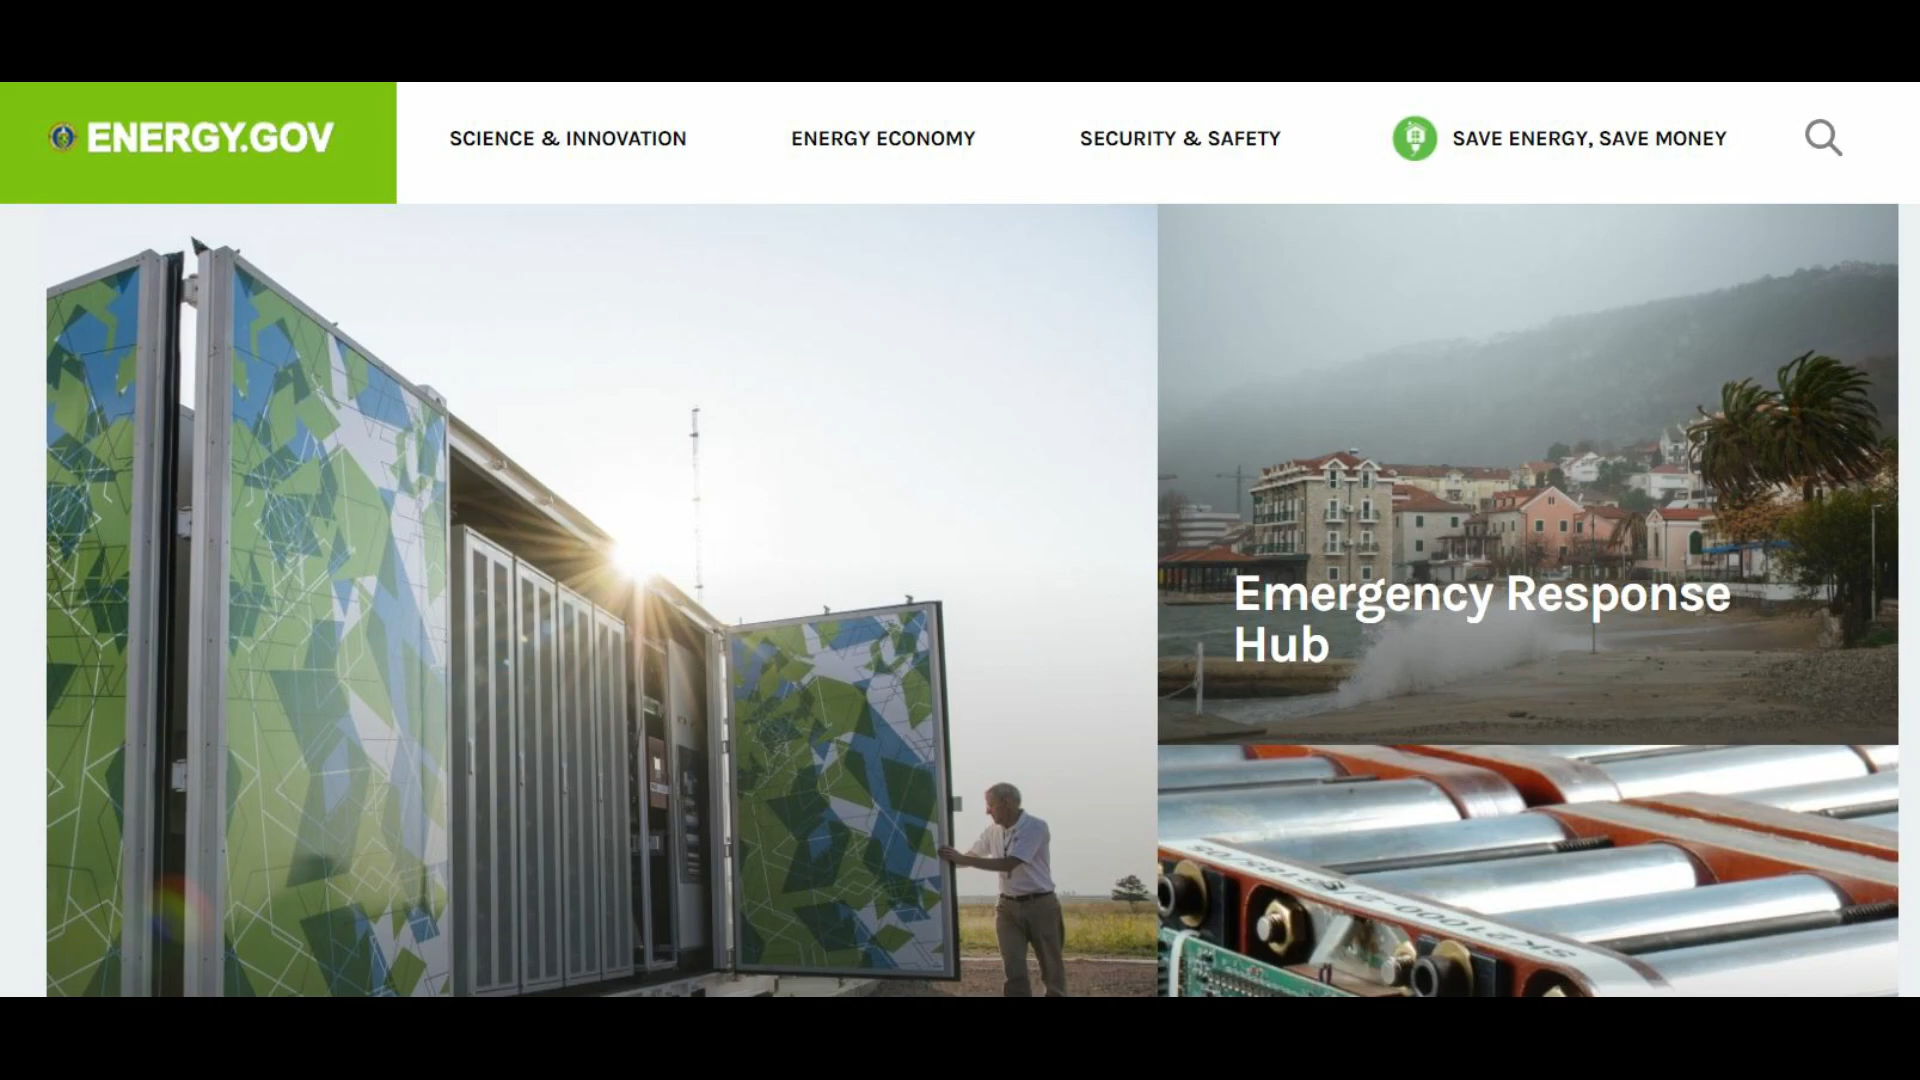 ENERGY.GOV
SCIENCE & INNOVATION
ENERGY ECONOMY
SECURITY & SAFETY
SAVE ENERGY, SAVE MONEY
Emergency Response
Hub